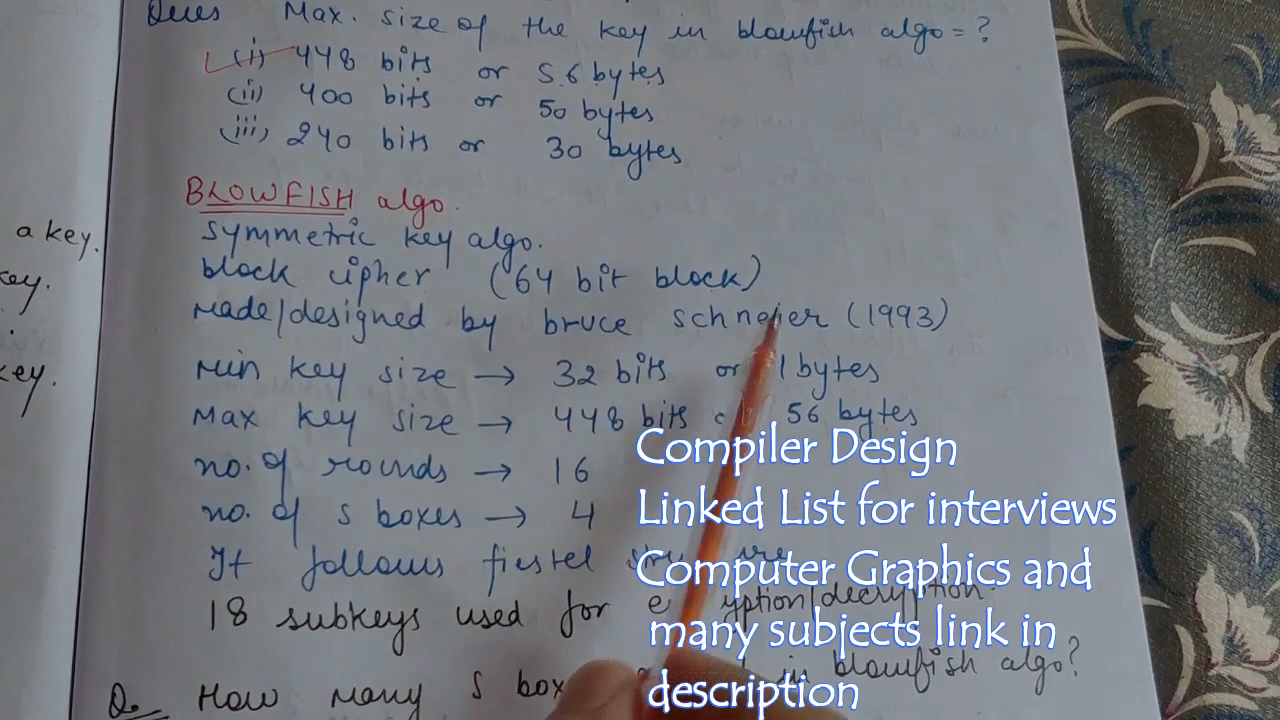 Ques Max. size of the key in blowfish algo = ?
(i) 448 bits or 56 bytes
(ii) 400 bits or 50 bytes
(iii) 240 bits or 30 bytes
BLOWFISH algo.
Symmetric key algo.
block cipher (64 bit block)
Made/designed by bruce schneier (1993)
Min key size → 32 bits or 1 bytes
Max key size → 448 bits 56 bytes
no. of rounds → 16
no. of s boxes → 4
It follows fiestel
18 subkeys used for yption/decryption.
Q. How many S box in blowfish algo?
a key.
key.
key.
Compiler Design
Linked List for interviews
Computer Graphics and
many subjects link in
description